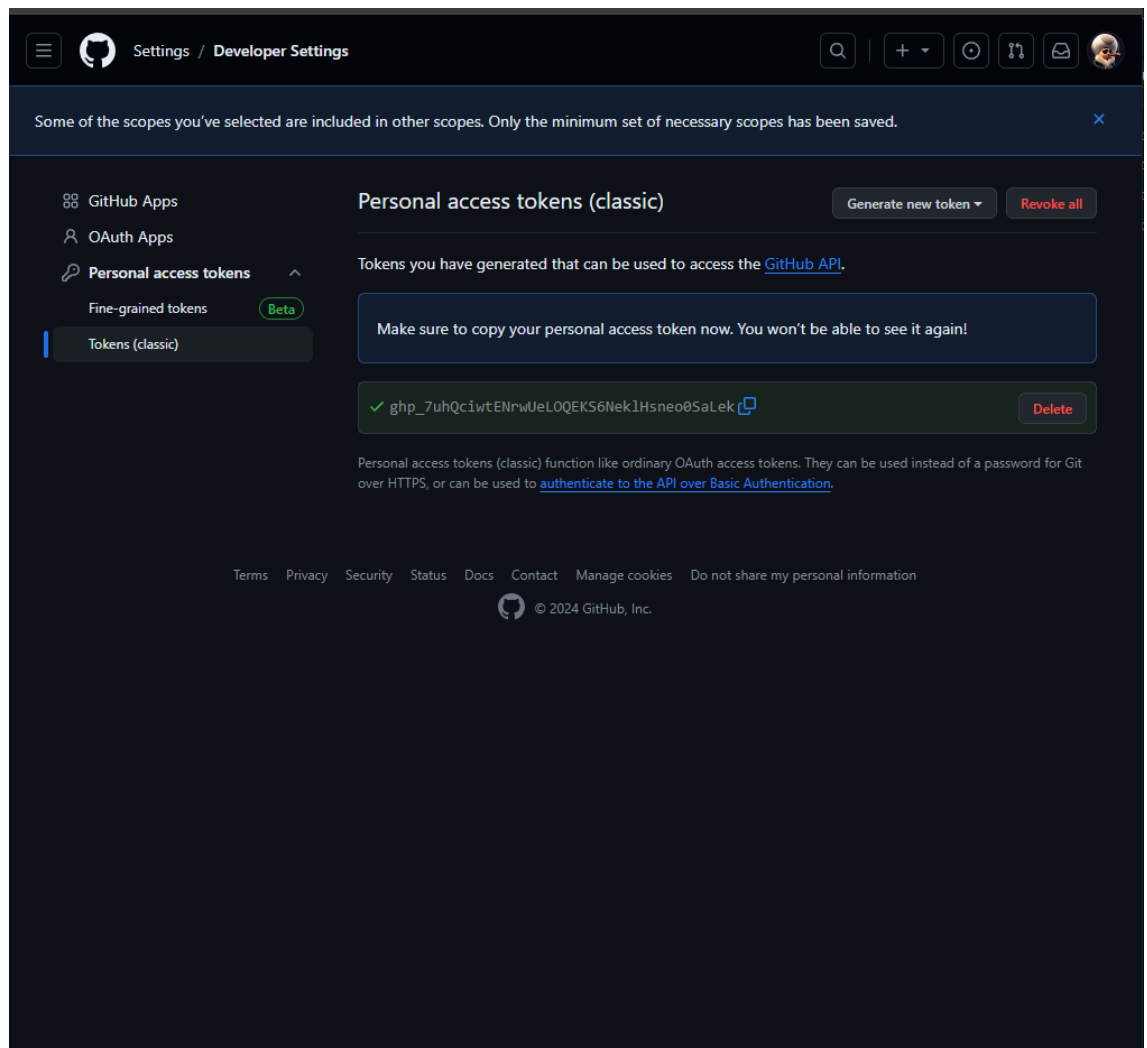 Settings / Developer Settings
Some of the scopes you've selected are included in other scopes. Only the minimum set of necessary scopes has been saved.
GitHub Apps
OAuth Apps
Personal access tokens
Fine-grained tokens Beta
Tokens (classic)
Personal access tokens (classic)
Generate new token
Revoke all
Tokens you have generated that can be used to access the GitHub API.
Make sure to copy your personal access token now. You won't be able to see it again!
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
Delete
Personal access tokens (classic) function like ordinary OAuth access tokens. They can be used instead of a password for Git
over HTTPS, or can be used to authenticate to the API over Basic Authentication.
Terms Privacy Security Status Docs Contact Manage cookies Do not share my personal information
© 2024 GitHub, Inc.